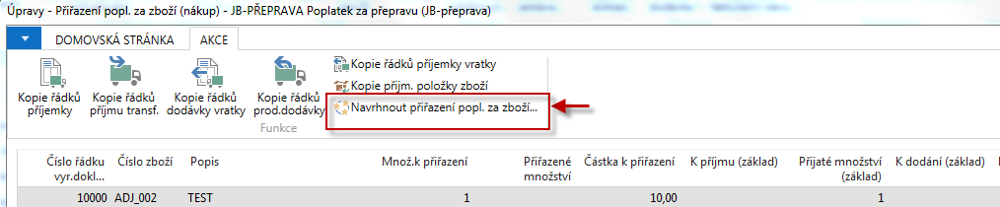 Úpravy - Přiřazení popl. za zboží (nákup) - JB-PŘEPRAVA Poplatek za přepravu (JB-přeprava)
DOMOVSKÁ STRÁNKA AKCE
Kopie řádků příjemky
Kopie řádků příjmu transf.
Kopie řádků dodávky vratky
Kopie řádků prod.dodávky
Kopie řádků příjemky vratky
Kopie přijm. položky zboží
Navrhnout přiřazení popl. za zboží...
Funkce
Číslo řádku vyr.dokl... Číslo zboží Popis Množ.k přiřazení Přiřazené množství Částka k přiřazení K příjmu (základ) Přijaté množství (základ) K dodání (základ)
10000 ADJ_002 TEST 1 10,00 1